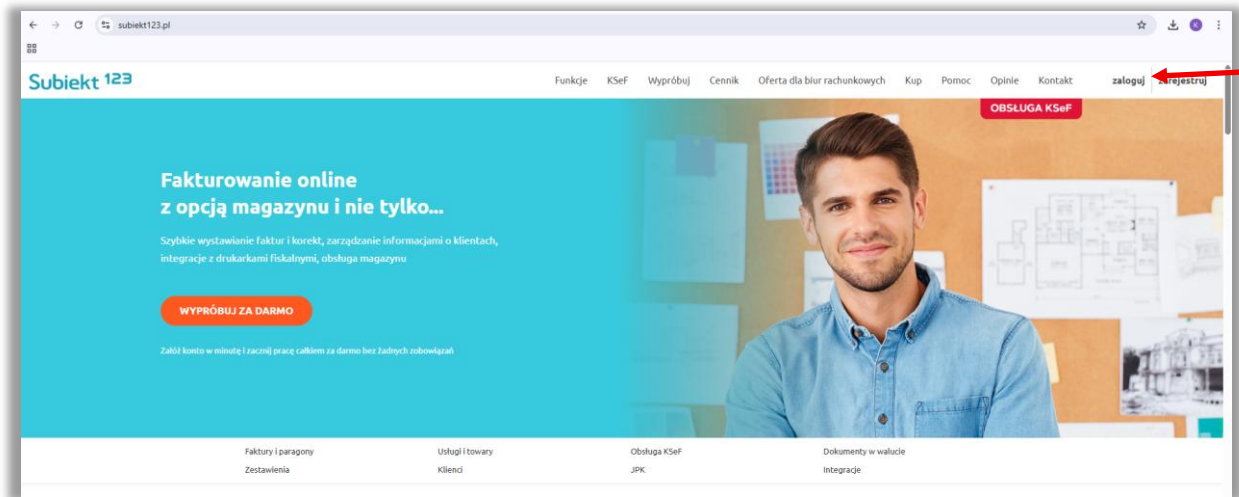 subiekt123.pl
K
Subiekt 123
Funkcje KSeF Wypróbuj Cennik Oferta dla biur rachunkowych Kup Pomoc Opinie Kontakt zaloguj zarejestruj
OBSŁUGA KSeF
Fakturowanie online
z opcją magazynu i nie tylko...
Szybkie wystawianie faktur i korekt, zarządzanie informacjami o klientach,
integracje z drukarkami fiskalnymi, obsługa magazynu
WYPRÓBUJ ZA DARMO
Załóż konto w minutę i zacznij pracę całkiem za darmo bez żadnych zobowiązań
Faktury i paragony Usługi i towary Obsługa KSeF Dokumenty w walucie
Zestawienia Klienci JPK Integracje